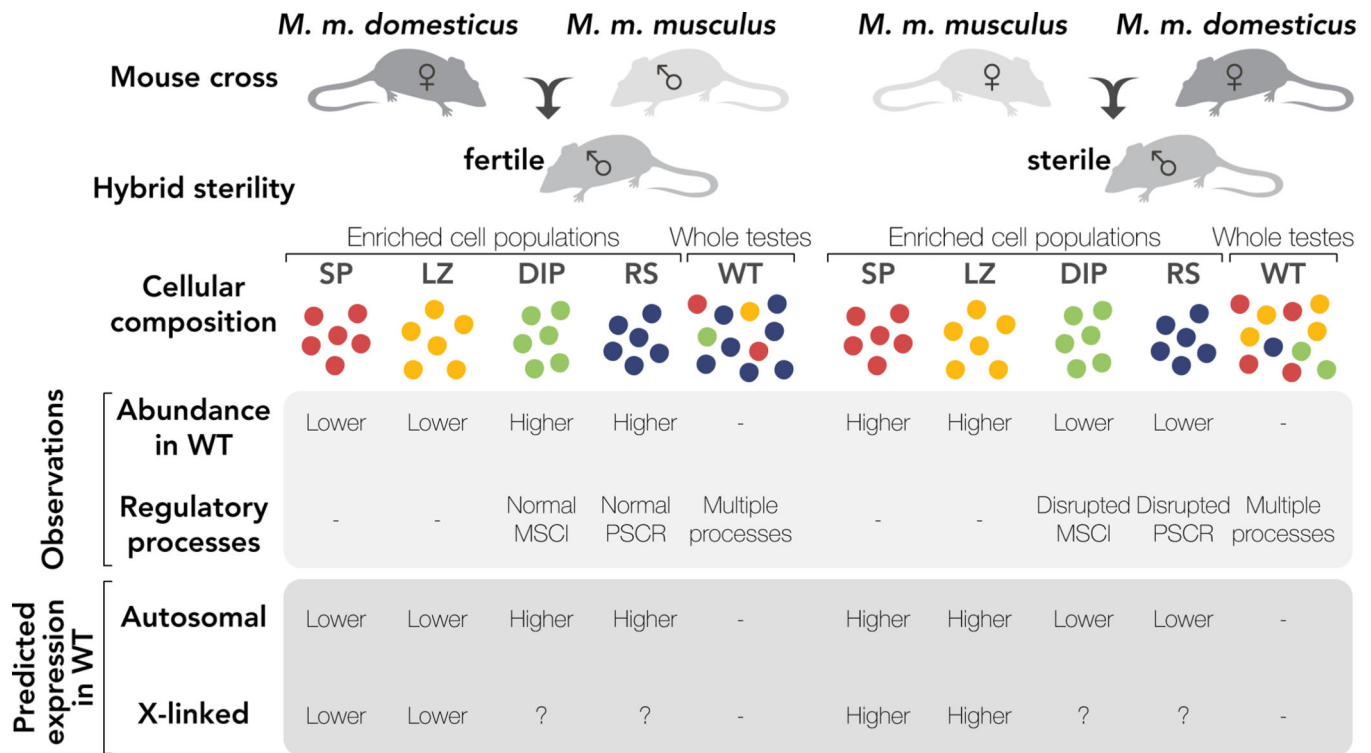 M. m. domesticus M. m. musculus M. m. musculus M. m. domesticus
Mouse cross ♀ ♂ ♀ ♀
fertile ♂ sterile ♂
Hybrid sterility
Enriched cell populations Whole testes Enriched cell populations Whole testes
SP LZ DIP RS WT SP LZ DIP RS WT
Cellular
composition
Observations
Abundance
in WT
Lower Lower Higher Higher - Higher Higher Lower Lower -
Regulatory
processes
- - Normal MSCI Normal PSCR Multiple processes - - Disrupted MSCI Disrupted PSCR Multiple processes
Predicted
expression
in WT
Autosomal Lower Lower Higher Higher - Higher Higher Lower Lower -
X-linked Lower Lower ? ? - Higher Higher ? ? -